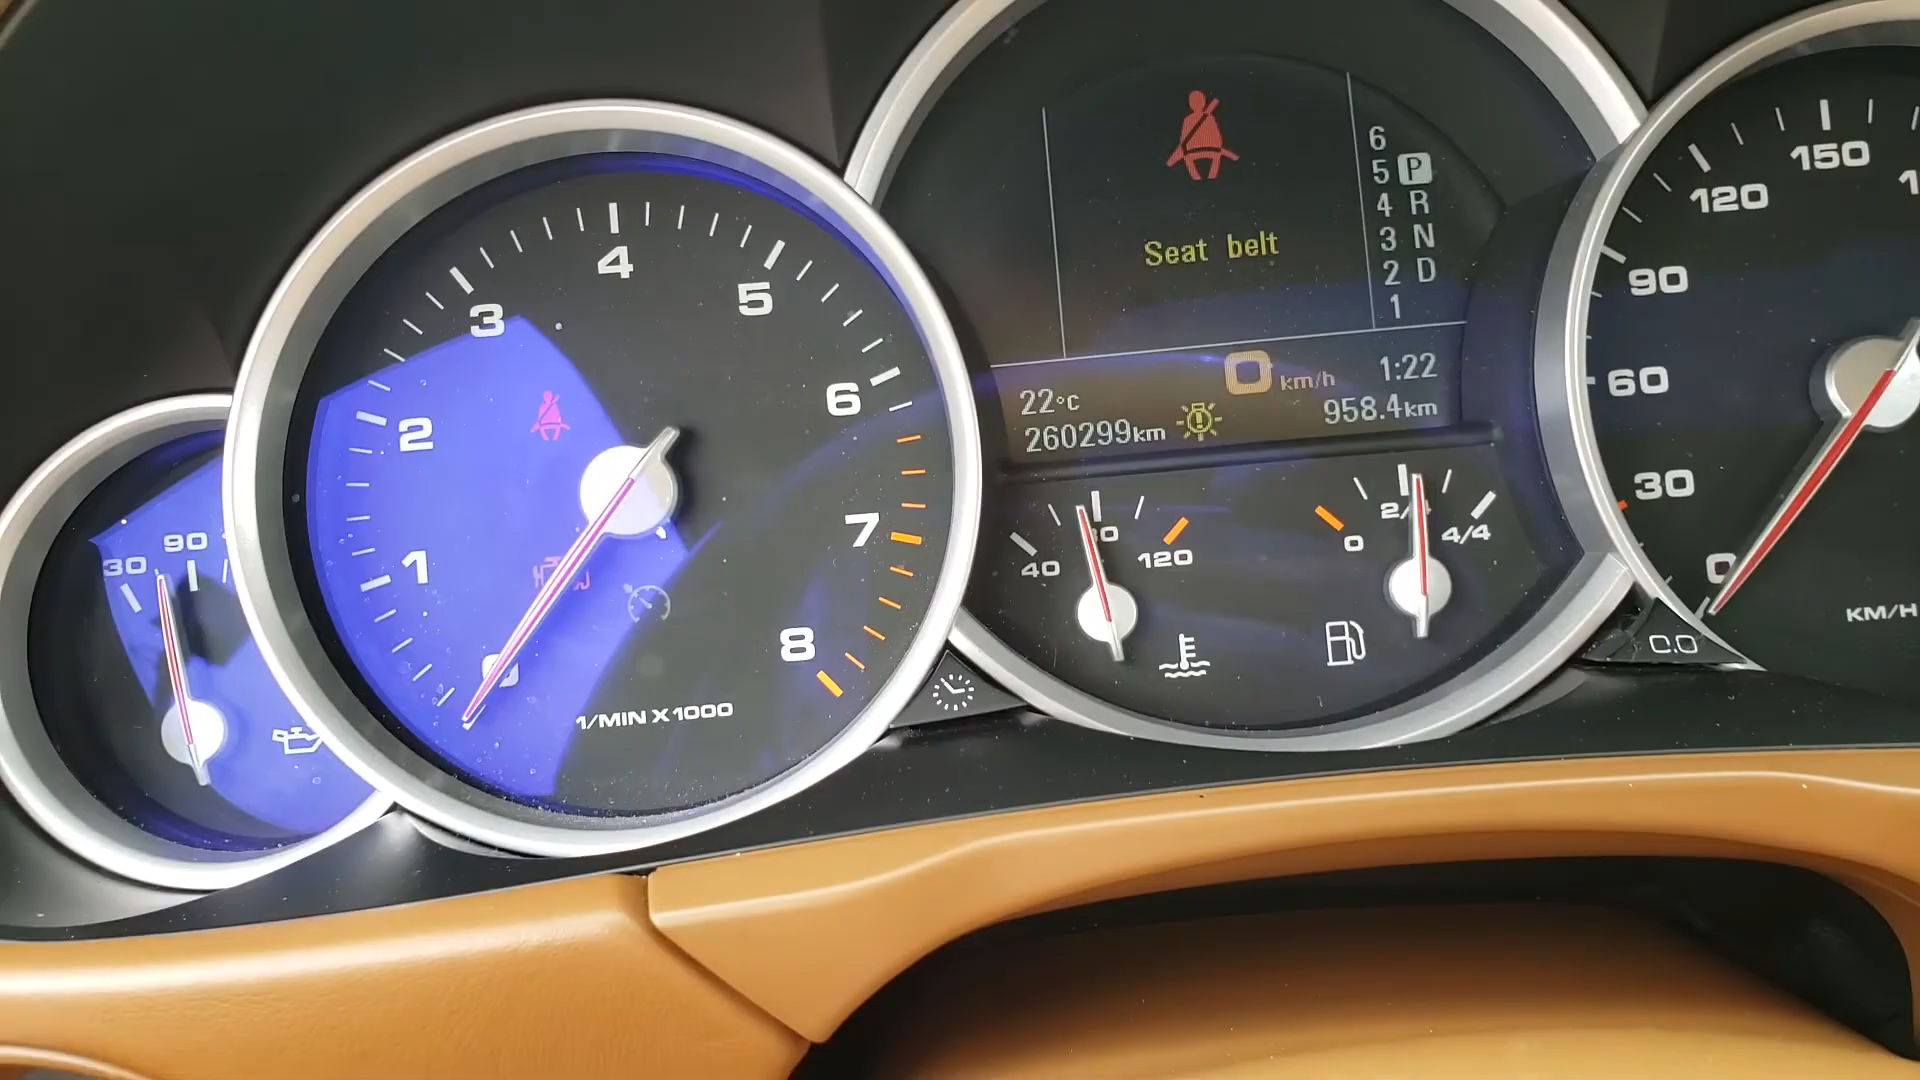 30 90
1 2 3 4 5 6 7 8
1/MIN X 1000
Seat belt
6
5 P
4 R
3 N
2 D
1
0 km/h 1:22
22°C
260299km 958.4km
40 120
0 4/4
0 30 60 90 120 150
KM/H
0.0